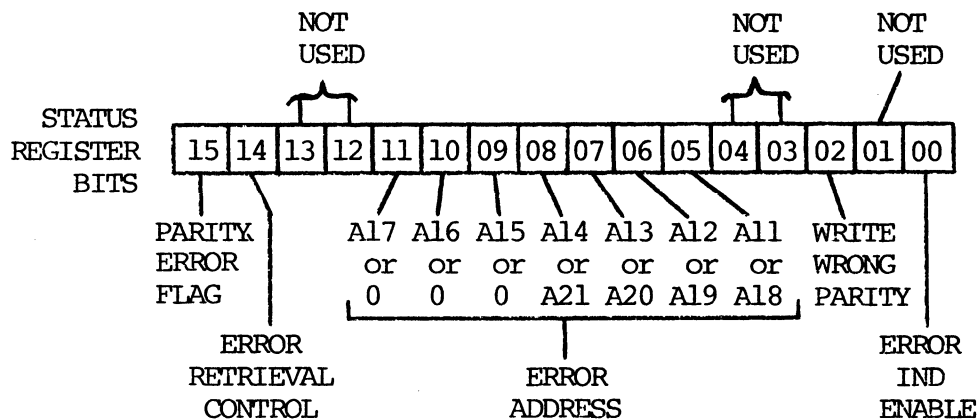 NOT NOT NOT
USED USED USED
STATUS
REGISTER
BITS
15 14 13 12 11 10 09 08 07 06 05 04 03 02 01 00
PARITY A17 A16 A15 A14 A13 A12 A11 WRITE
ERROR or or or or or or or WRONG
FLAG 0 0 0 A21 A20 A19 A18 PARITY
ERROR ERROR
RETRIEVAL ERROR IND
CONTROL ADDRESS ENABLE